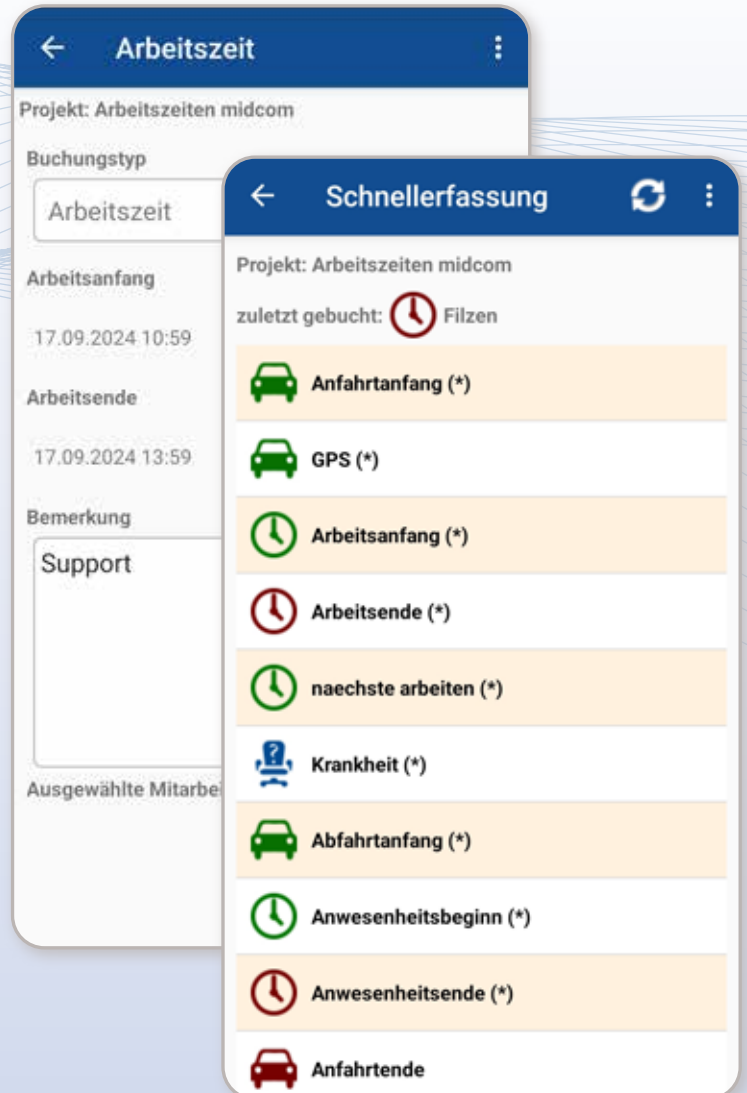 Arbeitszeit
Projekt: Arbeitszeiten midcom
Buchungstyp
Arbeitszeit
Arbeitsanfang
17.09.2024 10:59
Arbeitsende
17.09.2024 13:59
Bemerkung
Support
Ausgewählte
Schnellerfassung
Projekt: Arbeitszeiten midcom
zuletzt gebucht: Filzen
Anfahrtanfang (*)
GPS (*)
Arbeitsanfang (*)
Arbeitsende (*)
naechste arbeiten (*)
Krankheit (*)
Abfahrtanfang (*)
Anwesenheitsbeginn (*)
Anwesenheitsende (*)
Anfahrtende